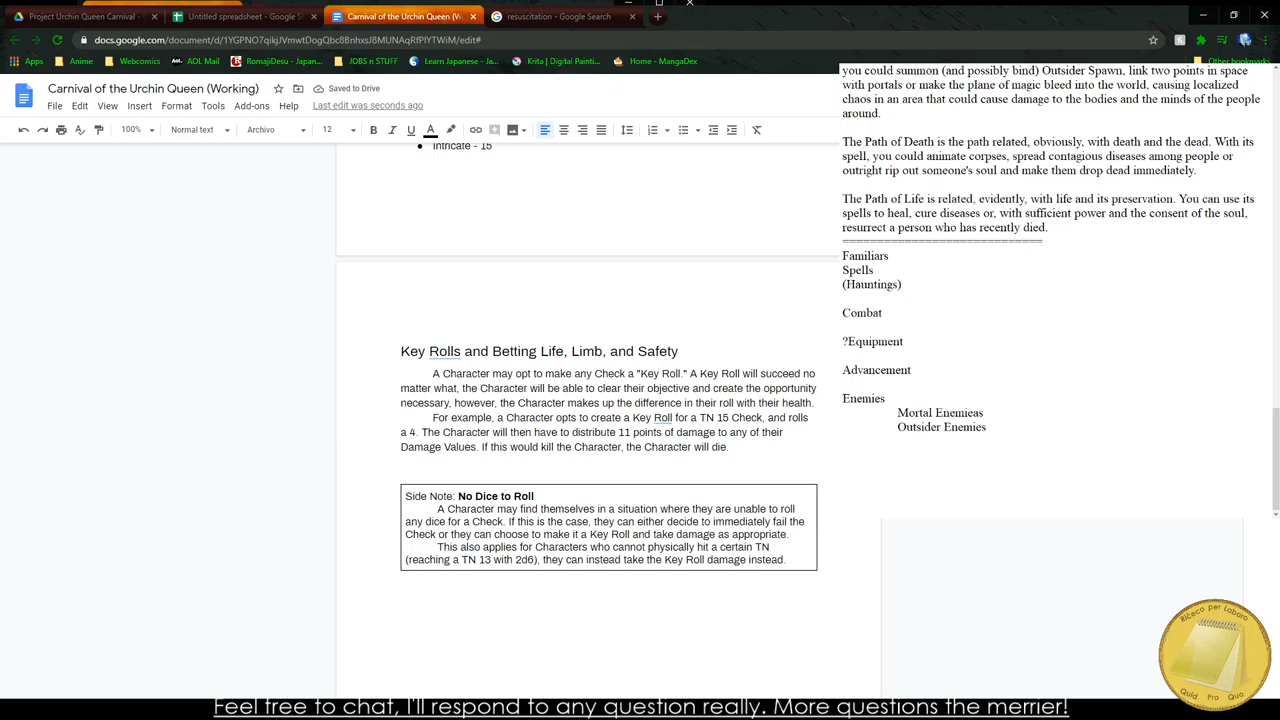 Project Urchin Queen Carnival -
Untitled spreadsheet - Google S
Carnival of the Urchin Queen (W
resuscitation - Google Search
docs.google.com/document/d/1YGPNO7qikjJVmwtDogQbc8BnhxsJ8MUNAqRfPIYTWiM/edit#
Apps
Anime
Webcomics
AOL Mail
RomajiDesu - Japan...
JOBS n STUFF
Learn Japanese - Ja...
Krita | Digital Painti...
Home - MangaDex
Other bookmarks
Carnival of the Urchin Queen (Working)
Saved to Drive
File Edit View Insert Format Tools Add-ons Help Last edit was seconds ago
100% Normal text Archivo 12
Intricate - 15
Key Rolls and Betting Life, Limb, and Safety
A Character may opt to make any Check a "Key Roll." A Key Roll will succeed no
matter what, the Character will be able to clear their objective and create the opportunity
necessary, however, the Character makes up the difference in their roll with their health.
For example, a Character opts to create a Key Roll for a TN 15 Check, and rolls
a 4. The Character will then have to distribute 11 points of damage to any of their
Damage Values. If this would kill the Character, the Character will die.
Side Note: No Dice to Roll
A Character may find themselves in a situation where they are unable to roll
any dice for a Check. If this is the case, they can either decide to immediately fail the
Check or they can choose to make it a Key Roll and take damage as appropriate.
This also applies for Characters who cannot physically hit a certain TN
(reaching a TN 13 with 2d6), they can instead take the Key Roll damage instead.
you could summon (and possibly bind) Outsider Spawn, link two points in space
with portals or make the plane of magic bleed into the world, causing localized
chaos in an area that could cause damage to the bodies and the minds of the people
around.
The Path of Death is the path related, obviously, with death and the dead. With its
spell, you could animate corpses, spread contagious diseases among people or
outright rip out someone's soul and make them drop dead immediately.
The Path of Life is related, evidently, with life and its preservation. You can use its
spells to heal, cure diseases or, with sufficient power and the consent of the soul,
resurrect a person who has recently died.
=============================
Familiars
Spells
(Hauntings)
Combat
?Equipment
Advancement
Enemies
Mortal Enemieas
Outsider Enemies
Riĉeco per Laboro
Quid Pro Quo
Feel free to chat, I'll respond to any question really. More questions the merrier!